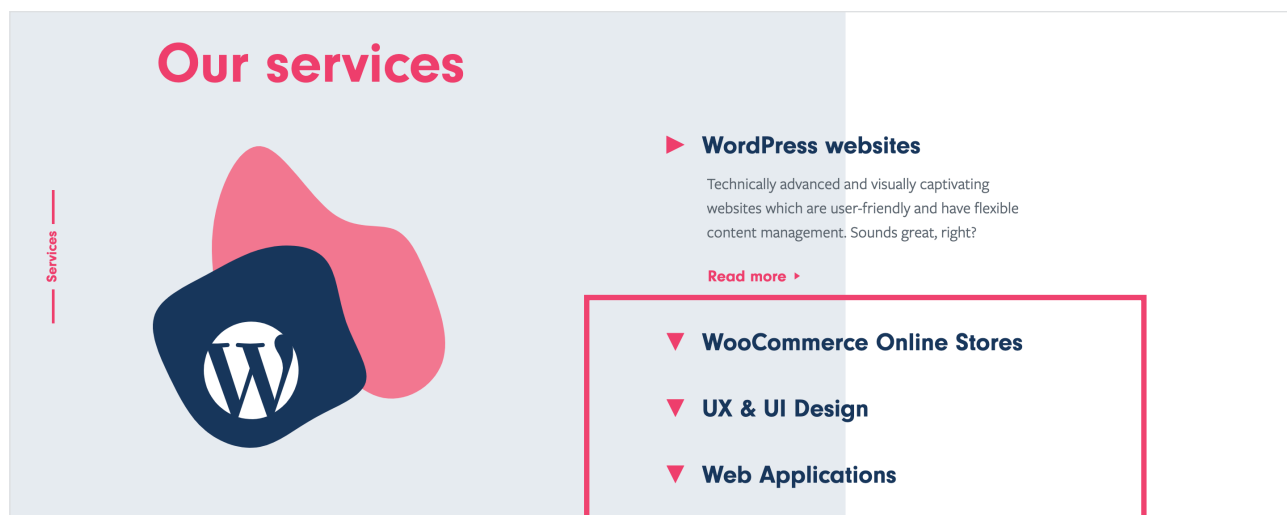 Our services
Services
WordPress websites
Technically advanced and visually captivating
websites which are user-friendly and have flexible
content management. Sounds great, right?
Read more
WooCommerce Online Stores
UX & UI Design
Web Applications